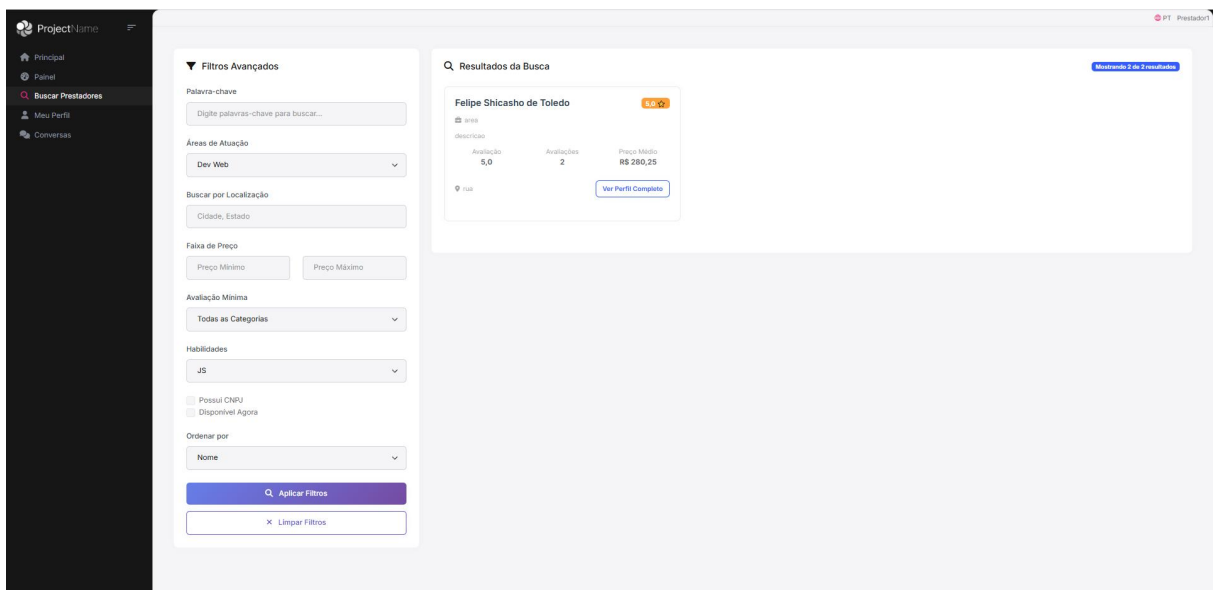 ProjectName
PT Prestador1
Principal
Painel
Buscar Prestadores
Meu Perfil
Conversas
Filtros Avançados
Palavra-chave
Digite palavras-chave para buscar...
Áreas de Atuação
Dev Web
Buscar por Localização
Cidade, Estado
Faixa de Preço
Preço Mínimo Preço Máximo
Avaliação Mínima
Todas as Categorias
Habilidades
JS
Possui CNPJ
Disponível Agora
Ordenar por
Nome
Aplicar Filtros
Limpar Filtros
Resultados da Busca
Mostrando 2 de 2 resultados
Felipe Shicasho de Toledo 5,0
area
descricao
Avaliação Avaliações Preço Médio
5,0 2 R$ 280,25
rua Ver Perfil Completo